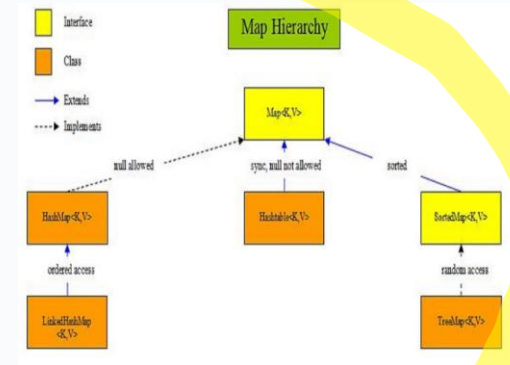 Interface
Map Hierarchy
Class
Extends
Implements
Map<K,V>
null allowed
sync, null not allowed
sorted
HashMap<K,V>
Hashtable<K,V>
SortedMap<K,V>
ordered access
random access
LinkedHashMap
<K,V>
TreeMap<K,V>